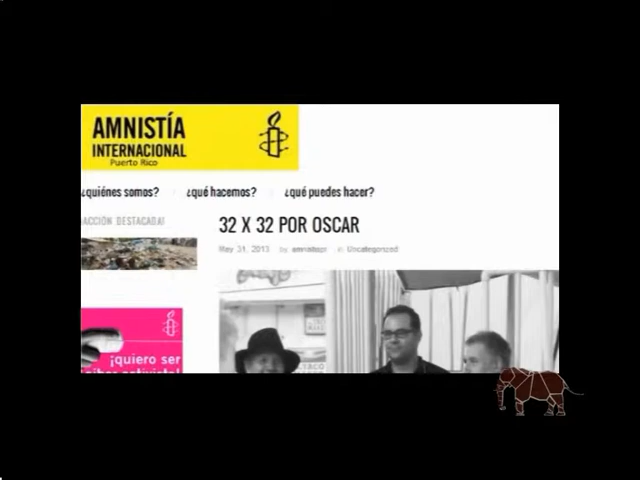 AMNISTÍA
INTERNACIONAL
Puerto Rico
¿quiénes somos?
¿qué hacemos?
¿qué puedes hacer?
ACCIÓN DESTACADA!
32 X 32 POR OSCAR
May 31, 2013 by amnistiapr in Uncategorized
¡quiero ser